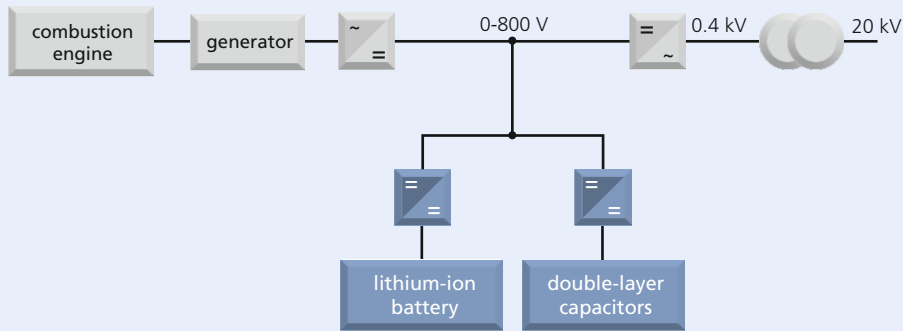 combustion
engine
generator
~
=
0-800 V
=
~
0.4 kV
20 kV
=
=
=
=
lithium-ion
battery
double-layer
capacitors